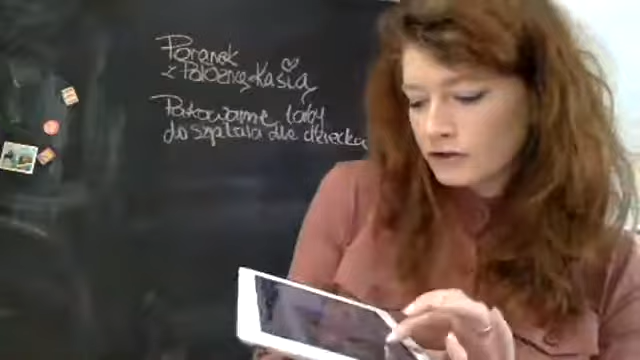 Poranek
z Położną Kasią
Pakowanie torby
do szpitala dla dziecka